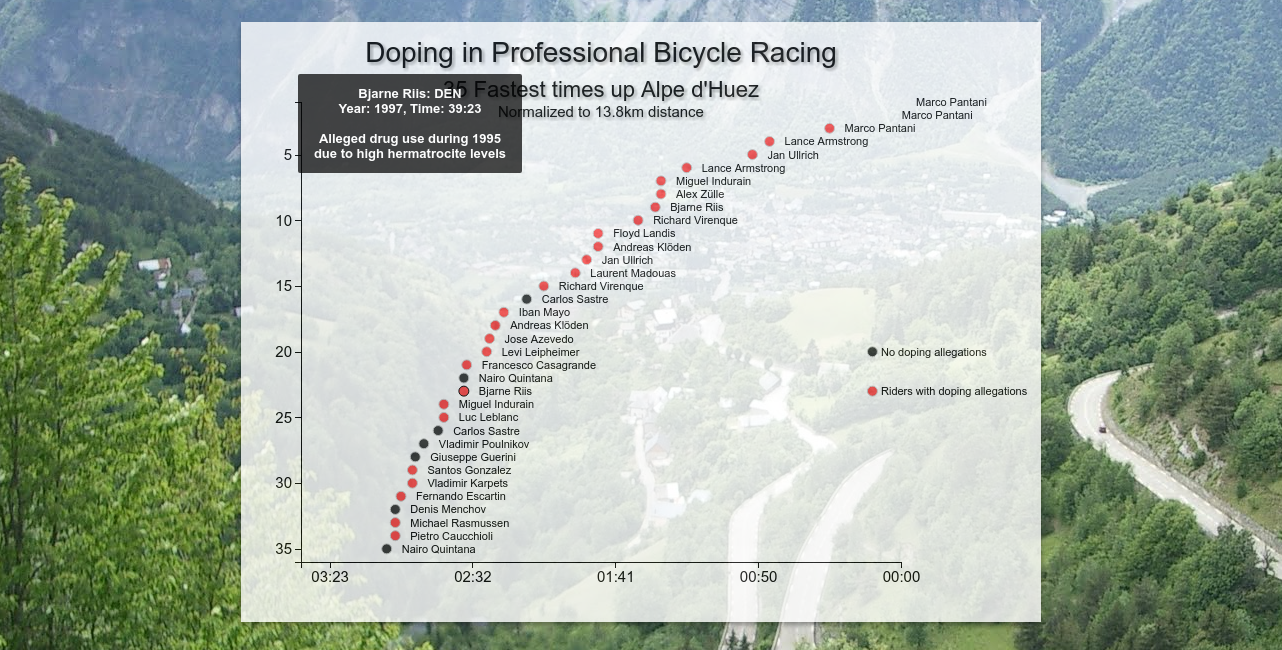 Doping in Professional Bicycle Racing
35 Fastest times up Alpe d'Huez
Normalized to 13.8km distance
Bjarne Riis: DEN
Year: 1997, Time: 39:23
Alleged drug use during 1995
due to high hermatrocite levels
Marco Pantani
Marco Pantani
Marco Pantani
Lance Armstrong
5
Jan Ullrich
Lance Armstrong
Miguel Indurain
Alex Zülle
Bjarne Riis
10
Richard Virenque
Floyd Landis
Andreas Klöden
Jan Ullrich
Laurent Madouas
15
Richard Virenque
Carlos Sastre
Iban Mayo
Andreas Klöden
Jose Azevedo
20
Levi Leipheimer
No doping allegations
Francesco Casagrande
Nairo Quintana
Bjarne Riis
Riders with doping allegations
Miguel Indurain
25
Luc Leblanc
Carlos Sastre
Vladimir Poulnikov
Giuseppe Guerini
Santos Gonzalez
30
Vladimir Karpets
Fernando Escartin
Denis Menchov
Michael Rasmussen
Pietro Caucchioli
35
Nairo Quintana
03:23
02:32
01:41
00:50
00:00